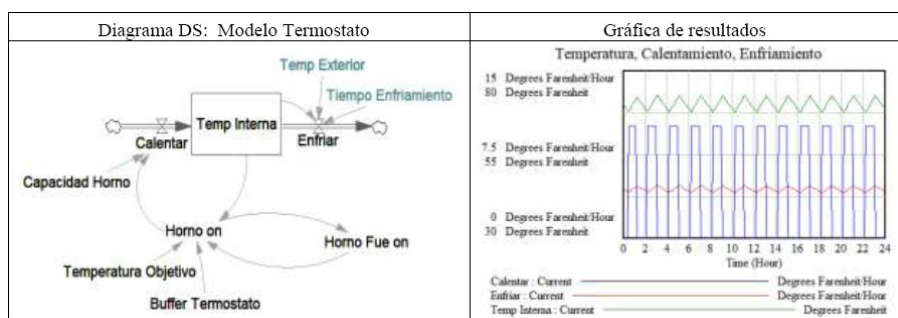 Diagrama DS: Modelo Termostato
Temp Exterior
Tiempo Enfriamiento
Temp Interna
Calentar
Enfriar
Capacidad Horno
Horno on
Horno Fue on
Temperatura Objetivo
Buffer Termostato
Gráfica de resultados
Temperatura, Calentamiento, Enfriamiento
15 Degrees Farenheit/Hour
80 Degrees Farenheit
7.5 Degrees Farenheit/Hour
55 Degrees Farenheit
0 Degrees Farenheit/Hour
30 Degrees Farenheit
0 2 4 6 8 10 12 14 16 18 20 22 24
Time (Hour)
Calentar : Current Degrees Farenheit/Hour
Enfriar : Current Degrees Farenheit/Hour
Temp Interna : Current Degrees Farenheit